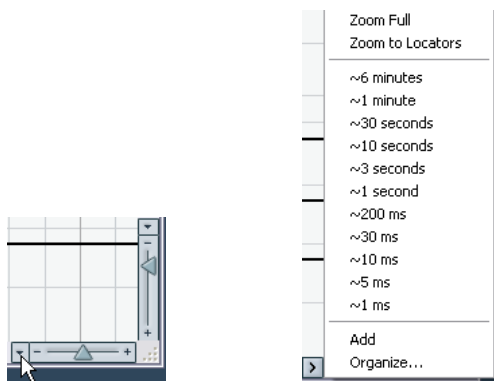 Zoom Full
Zoom to Locators
~6 minutes
~1 minute
~30 seconds
~10 seconds
~3 seconds
~1 second
~200 ms
~30 ms
~10 ms
~5 ms
~1 ms
Add
Organize...